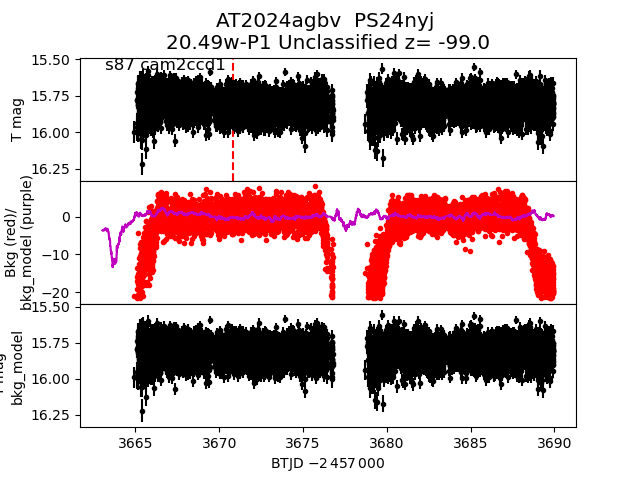 AT2024agbv  PS24nyj
20.49w-P1 Unclassified z= -99.0
s87 cam2ccd1
15.50
15.75
16.00
16.25
T mag
0
−10
−20
Bkg (red)/
bkg_model (purple)
15.50
15.75
16.00
16.25
mag
bkg_model
3665 3670 3675 3680 3685 3690
BTJD −2 457 000